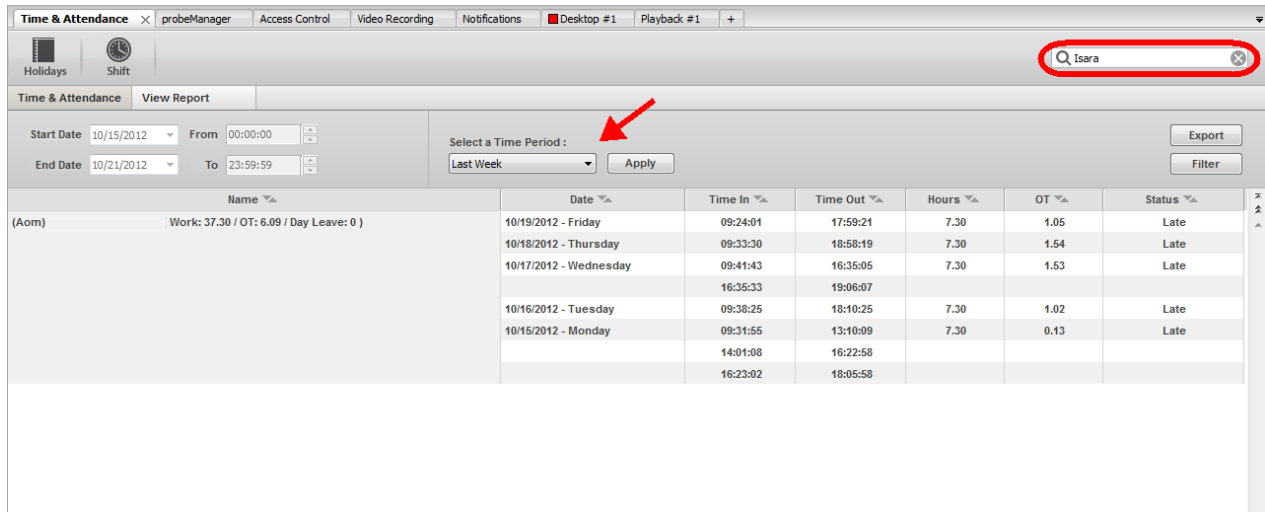 Time & Attendance × probeManager Access Control Video Recording Notifications Desktop #1 Playback #1 +
Holidays Shift Isara
Time & Attendance View Report
Start Date 10/15/2012 From 00:00:00
Select a Time Period :
Export
End Date 10/21/2012 To 23:59:59 Last Week Apply Filter
Name Date Time In Time Out Hours OT Status
(Aom) Work: 37.30 / OT: 6.09 / Day Leave: 0 ) 10/19/2012 - Friday 09:24:01 17:59:21 7.30 1.05 Late
10/18/2012 - Thursday 09:33:30 18:58:19 7.30 1.54 Late
10/17/2012 - Wednesday 09:41:43 16:35:05 7.30 1.53 Late
16:35:33 19:06:07
10/16/2012 - Tuesday 09:38:25 18:10:25 7.30 1.02 Late
10/15/2012 - Monday 09:31:55 13:10:09 7.30 0.13 Late
14:01:08 16:22:58
16:23:02 18:05:58